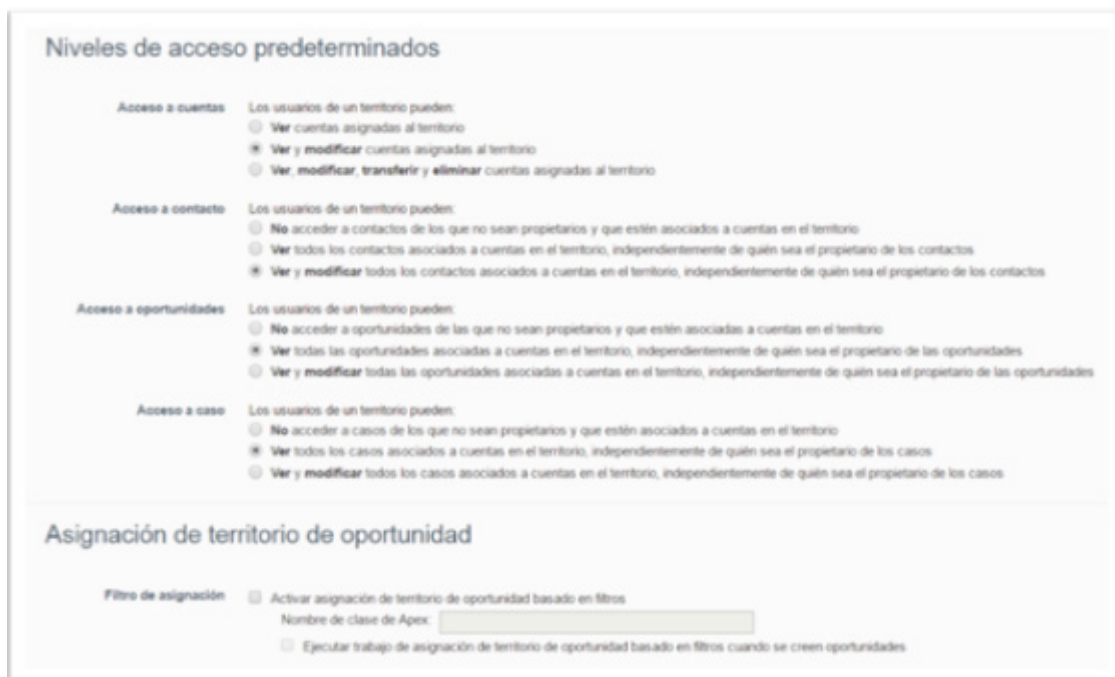 Niveles de acceso predeterminados
Acceso a cuentas Los usuarios de un territorio pueden:
Ver cuentas asignadas al territorio
Ver y modificar cuentas asignadas al territorio
Ver, modificar, transferir y eliminar cuentas asignadas al territorio
Acceso a contacto Los usuarios de un territorio pueden:
No acceder a contactos de los que no sean propietarios y que estén asociados a cuentas en el territorio
Ver todos los contactos asociados a cuentas en el territorio, independientemente de quién sea el propietario de los contactos
Ver y modificar todos los contactos asociados a cuentas en el territorio, independientemente de quién sea el propietario de los contactos
Acceso a oportunidades Los usuarios de un territorio pueden:
No acceder a oportunidades de las que no sean propietarios y que estén asociadas a cuentas en el territorio
Ver todas las oportunidades asociadas a cuentas en el territorio, independientemente de quién sea el propietario de las oportunidades
Ver y modificar todas las oportunidades asociadas a cuentas en el territorio, independientemente de quién sea el propietario de las oportunidades
Acceso a caso Los usuarios de un territorio pueden:
No acceder a casos de los que no sean propietarios y que estén asociados a cuentas en el territorio
Ver todos los casos asociados a cuentas en el territorio, independientemente de quién sea el propietario de los casos
Ver y modificar todos los casos asociados a cuentas en el territorio, independientemente de quién sea el propietario de los casos
Asignación de territorio de oportunidad
Filtro de asignación Activar asignación de territorio de oportunidad basado en filtros
Nombre de clase de Apex:
Ejecutar trabajo de asignación de territorio de oportunidad basado en filtros cuando se creen oportunidades